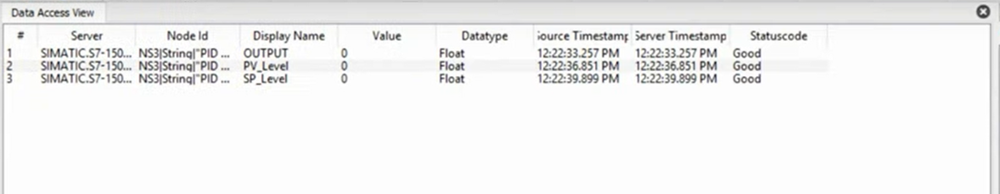 Data Access View
# Server Node Id Display Name Value Datatype Source Timestamp Server Timestamp Statuscode
1 SIMATIC.S7-150... NS3|String|"PID ... OUTPUT 0 Float 12:22:33.257 PM 12:22:33.257 PM Good
2 SIMATIC.S7-150... NS3|String|"PID ... PV_Level 0 Float 12:22:36.851 PM 12:22:36.851 PM Good
3 SIMATIC.S7-150... NS3|String|"PID ... SP_Level 0 Float 12:22:39.899 PM 12:22:39.899 PM Good